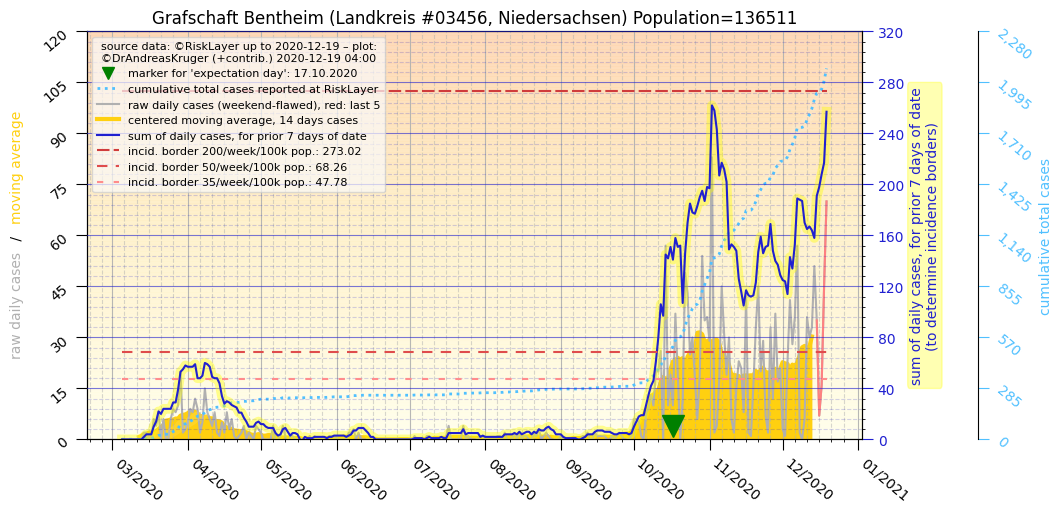 Grafschaft Bentheim (Landkreis #03456, Niedersachsen) Population=136511
source data: ©RiskLayer up to 2020-12-19 – plot:
©DrAndreasKruger (+contrib.) 2020-12-19 04:00
marker for 'expectation day': 17.10.2020
cumulative total cases reported at RiskLayer
raw daily cases (weekend-flawed), red: last 5
centered moving average, 14 days cases
sum of daily cases, for prior 7 days of date
incid. border 200/week/100k pop.: 273.02
incid. border 50/week/100k pop.: 68.26
incid. border 35/week/100k pop.: 47.78
raw daily cases / moving average
120
105
90
75
60
45
30
15
0
03/2020
04/2020
05/2020
06/2020
07/2020
08/2020
09/2020
10/2020
11/2020
12/2020
01/2021
320
280
240
200
160
120
80
40
0
sum of daily cases, for prior 7 days of date
(to determine incidence borders)
2,280
1,995
1,710
1,425
1,140
855
570
285
0
cumulative total cases